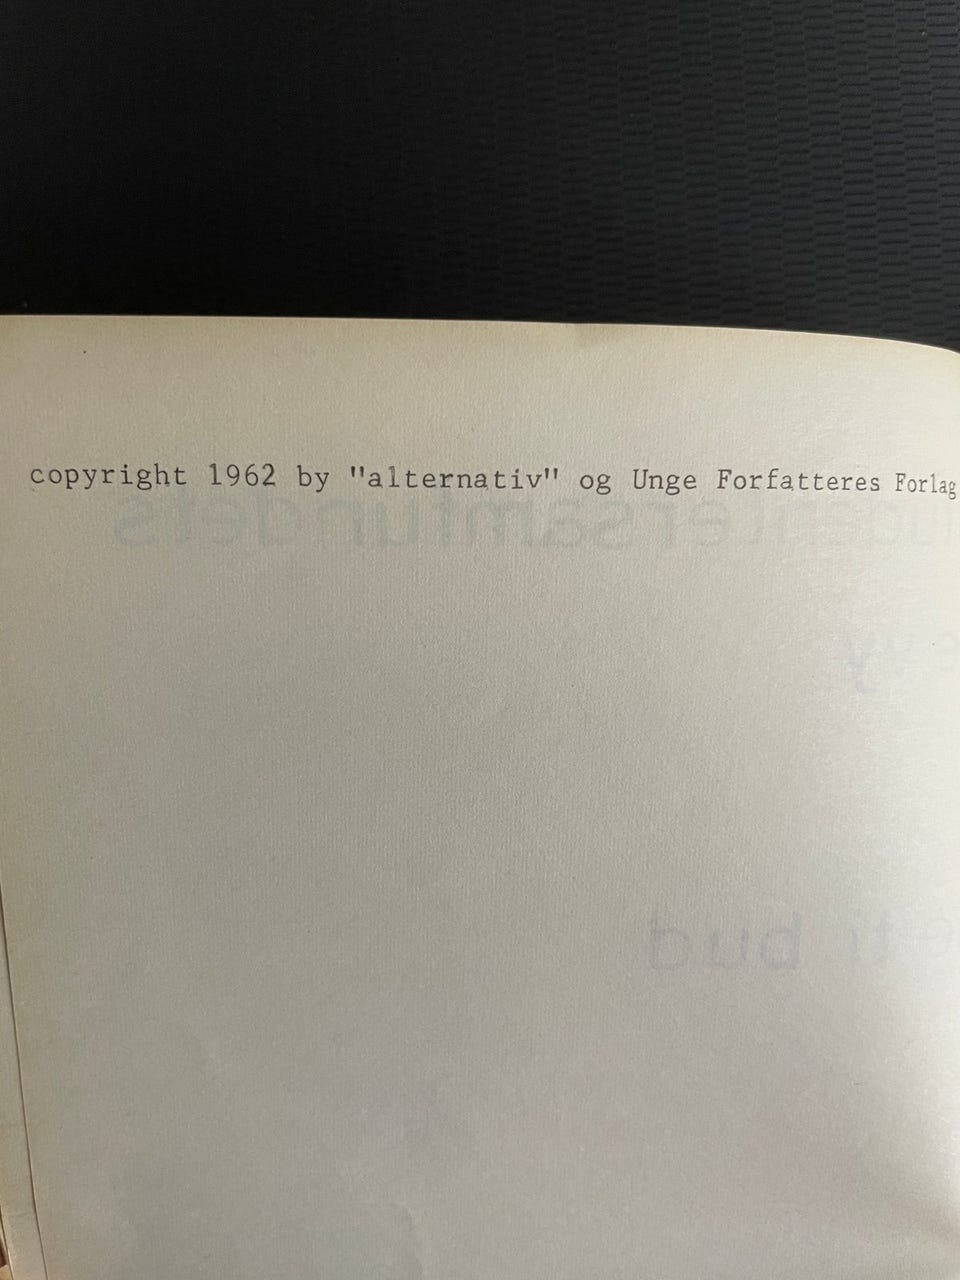 copyright 1962 by "alternativ" og Unge Forfatteres Forlag